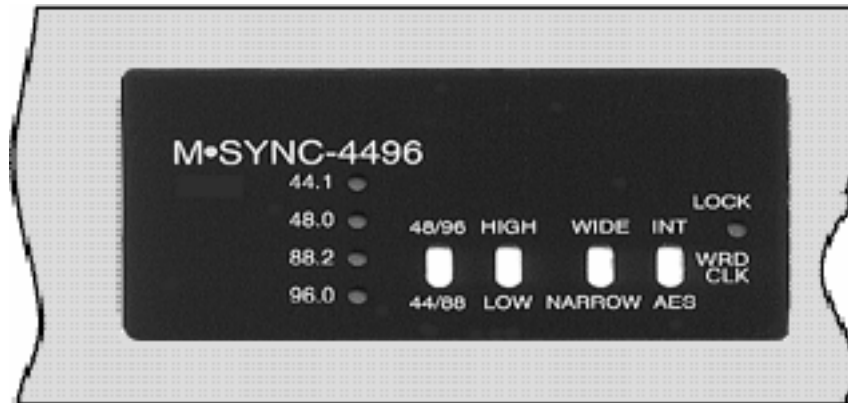 M•SYNC-4496
44.1
48.0
88.2
96.0
48/96 HIGH WIDE INT
44/88 LOW NARROW AES
LOCK
WRD
CLK